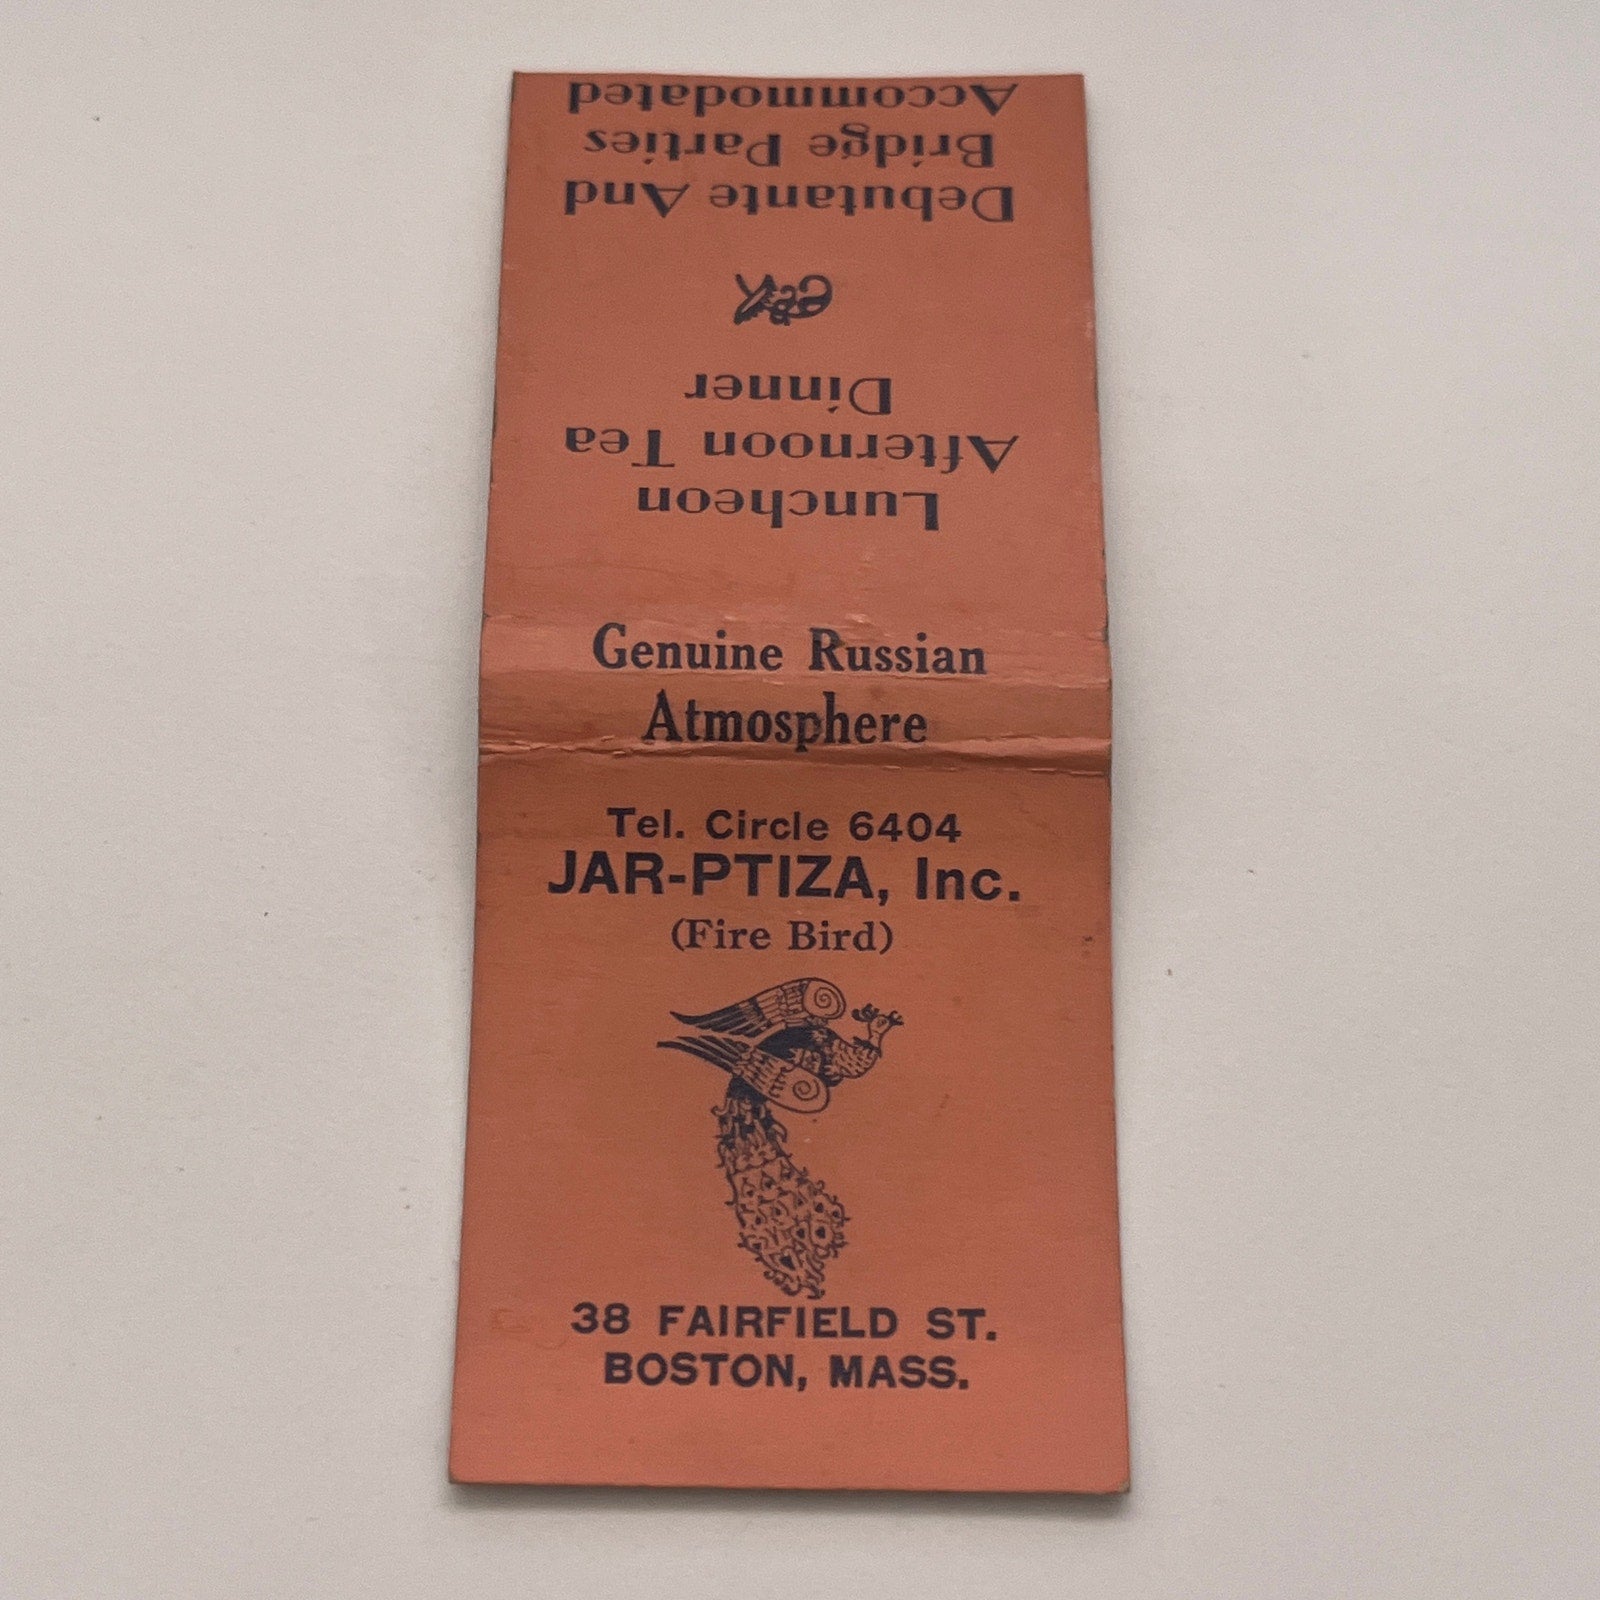 Genuine Russian
Atmosphere
Tel. Circle 6404
JAR-PTIZA, Inc.
(Fire Bird)
38 FAIRFIELD ST.
BOSTON, MASS.
Luncheon
Afternoon Tea
Dinner
Debutante And
Bridge Parties
Accommodated